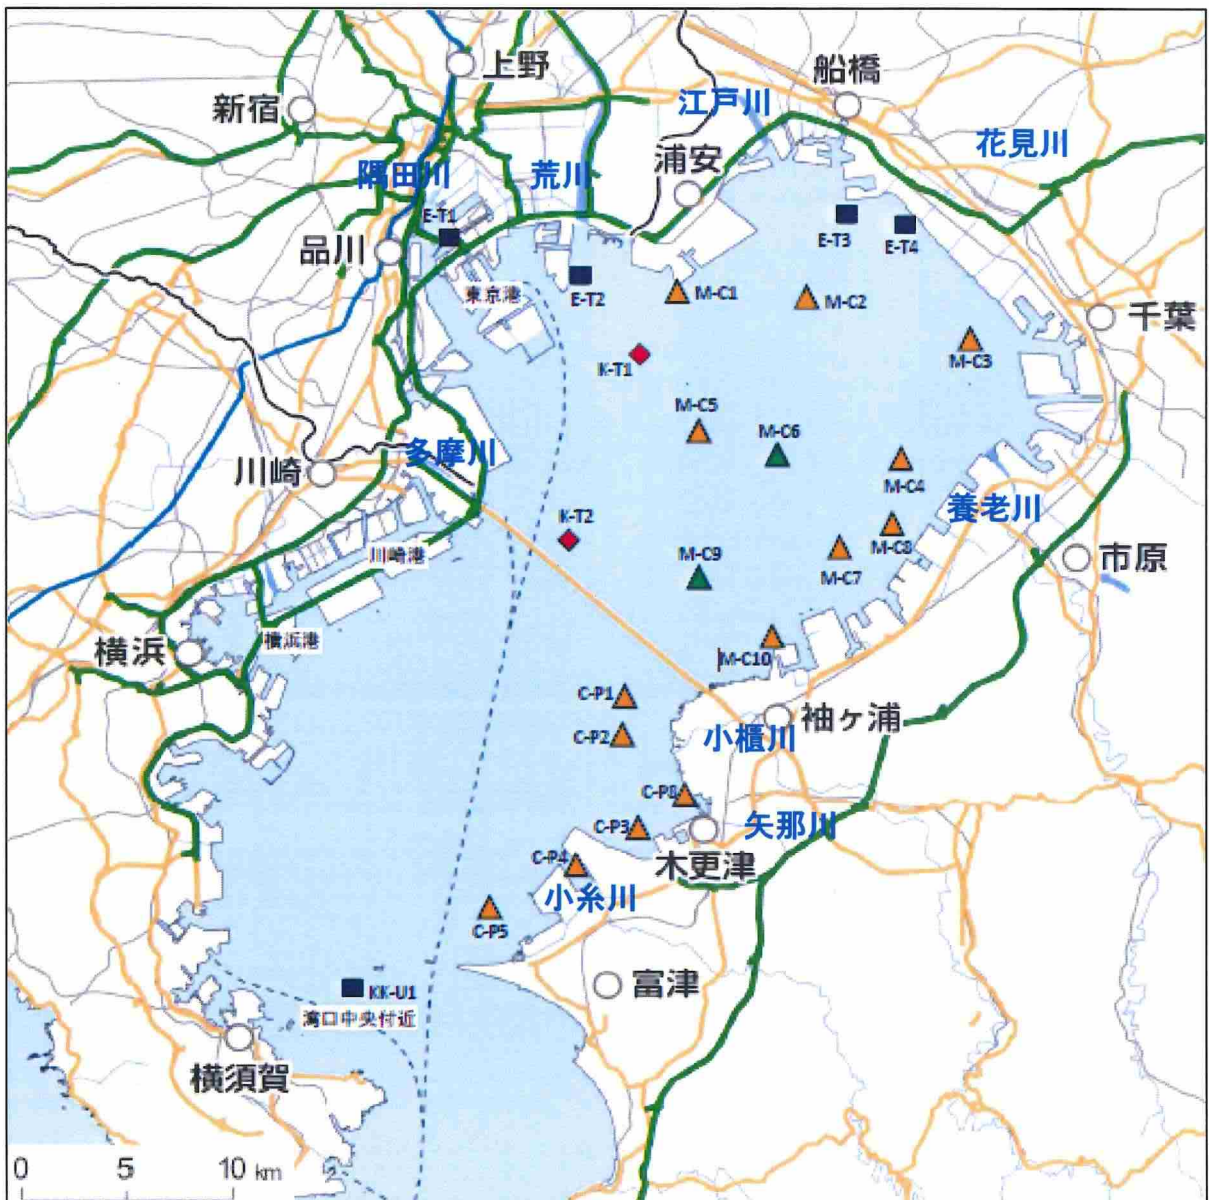 上野
船橋
新宿
江戸川
花見川
浦安
隅田川
荒川
E-T1
E-T3
E-T4
品川
東京港
E-T2
M-C1
M-C2
千葉
K-T1
M-C3
M-C5
M-C6
多摩川
川崎
M-C4
養老川
K-T2
川崎港
M-C9
M-C8
M-C7
市原
横浜港
横浜
M-C10
C-P1
袖ヶ浦
C-P2
小櫃川
C-P8
C-P3
矢那川
C-P4
木更津
小糸川
C-P5
KK-U1
富津
湾口中央付近
横須賀
0 5 10 km